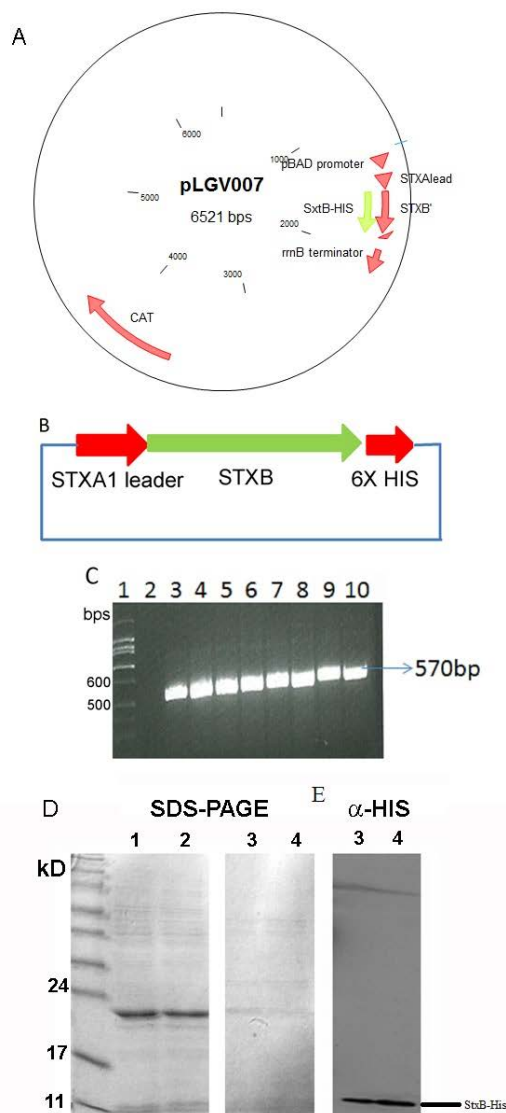 A
pLGV007
6521 bps
6000
1000
5000
2000
4000
3000
pBAD promoter
STXAlead
SxtB-HIS
STXB'
rrnB terminator
CAT
B
STXA1 leader
STXB
6X HIS
C
1 2 3 4 5 6 7 8 9 10
bps
600
500
570bp
D
SDS-PAGE
E
α-HIS
1 2 3 4 3 4
kD
24
17
11
StxB-His